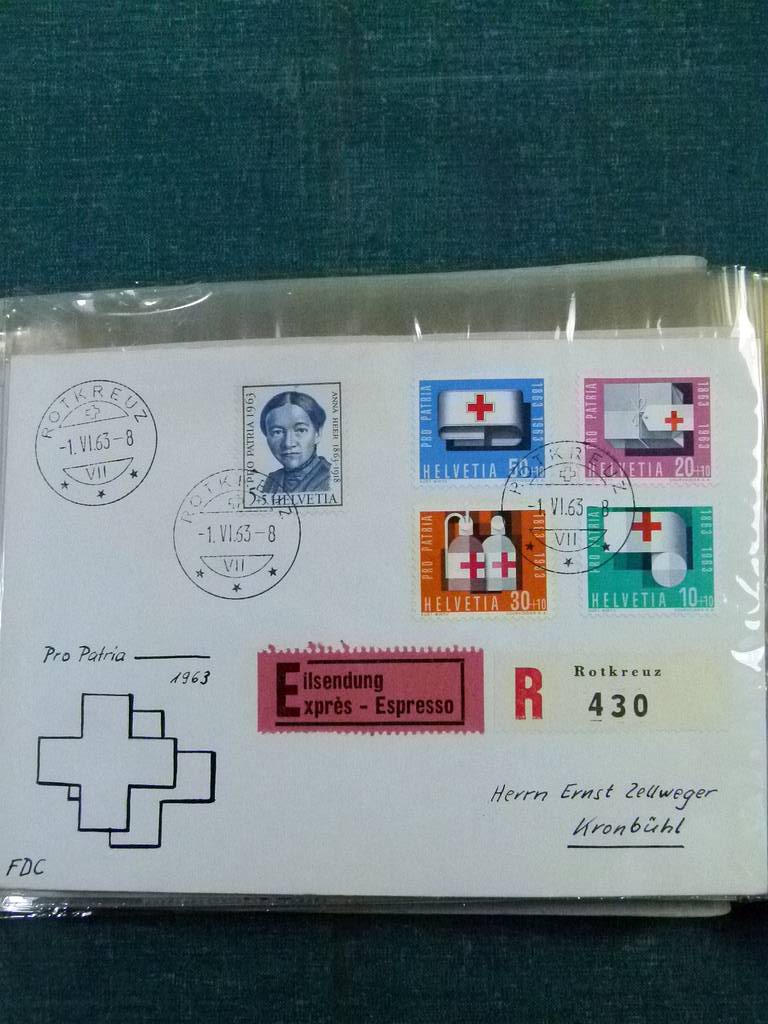 ROTKREUZ
-1.VI.63-8
VII
ROTKRE Z
-1.VI.63-8
VII
PRO PATRIA 1963
ANNA HEER 1863 1918
5+5 HELVETIA
PRO PATRIA
1863 1963
HELVETIA 50+10
PRO PATRIA
1863 1963
HELVETIA 20+10
ROTKREUZ
-1.VI.63-8
VII
PRO PATRIA
1863 1963
HELVETIA 30+10
PRO PATRIA
1863 1963
HELVETIA 10+10
Pro Patria
1963
Eilsendung
Exprès - Espresso
R
Rotkreuz
430
Herrn Ernst Zellweger
Kronbühl
FDC